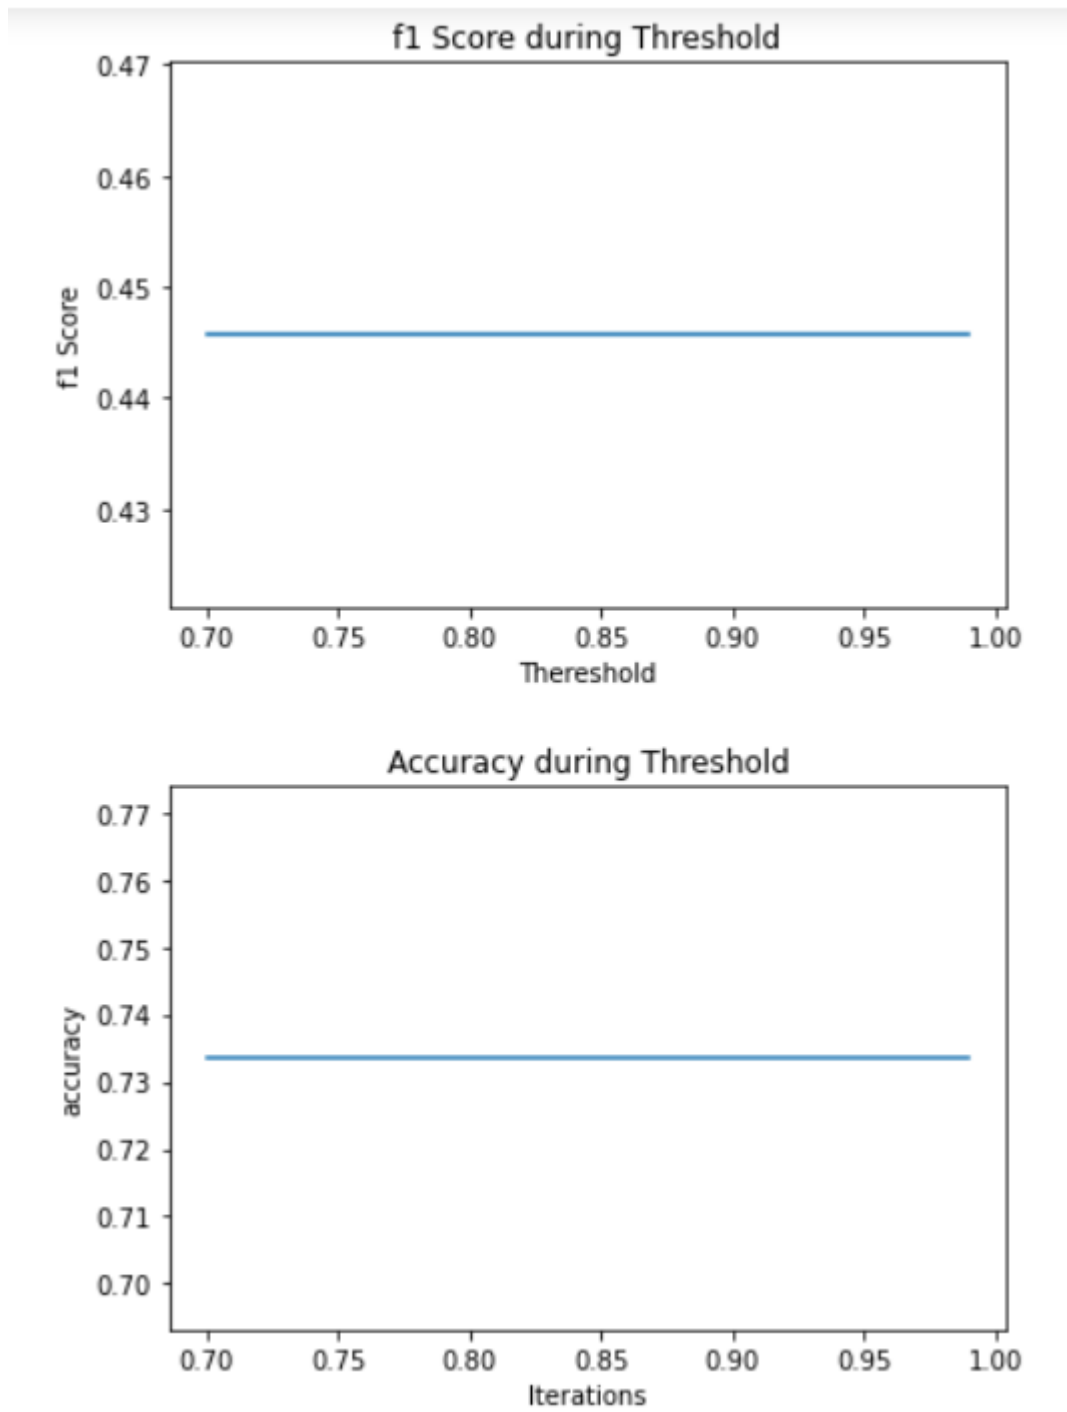 f1 Score during Threshold
0.47
0.46
0.45
0.44
0.43
f1 Score
0.70 0.75 0.80 0.85 0.90 0.95 1.00
Thereshold
Accuracy during Threshold
0.77
0.76
0.75
0.74
0.73
0.72
0.71
0.70
accuracy
0.70 0.75 0.80 0.85 0.90 0.95 1.00
Iterations